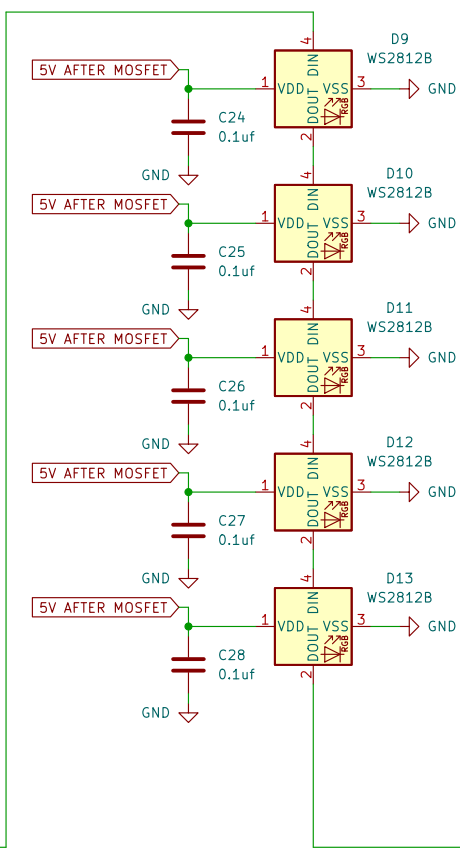 D9
WS2812B
5V AFTER MOSFET
4
DIN
1
VDD
VSS
3
GND
DOUT
RGB
2
C24
0.1uf
GND
D10
WS2812B
5V AFTER MOSFET
4
DIN
1
VDD
VSS
3
GND
DOUT
RGB
2
C25
0.1uf
GND
D11
WS2812B
5V AFTER MOSFET
4
DIN
1
VDD
VSS
3
GND
DOUT
RGB
2
C26
0.1uf
GND
D12
WS2812B
5V AFTER MOSFET
4
DIN
1
VDD
VSS
3
GND
DOUT
RGB
2
C27
0.1uf
GND
D13
WS2812B
5V AFTER MOSFET
4
DIN
1
VDD
VSS
3
GND
DOUT
RGB
2
C28
0.1uf
GND